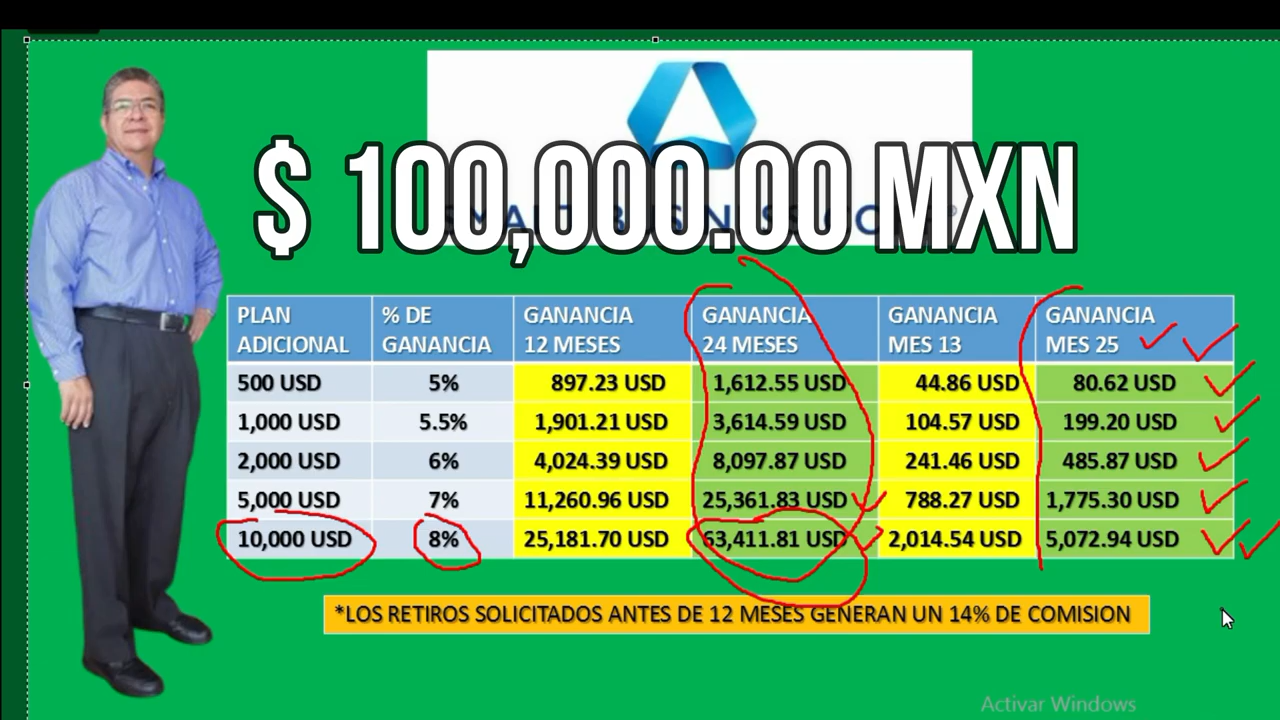 $ 100,000.00 MXN
PLAN ADICIONAL % DE GANANCIA GANANCIA 12 MESES GANANCIA 24 MESES GANANCIA MES 13 GANANCIA MES 25
500 USD 5% 897.23 USD 1,612.55 USD 44.86 USD 80.62 USD
1,000 USD 5.5% 1,901.21 USD 3,614.59 USD 104.57 USD 199.20 USD
2,000 USD 6% 4,024.39 USD 8,097.87 USD 241.46 USD 485.87 USD
5,000 USD 7% 11,260.96 USD 25,361.83 USD 788.27 USD 1,775.30 USD
10,000 USD 8% 25,181.70 USD 63,411.81 USD 2,014.54 USD 5,072.94 USD
*LOS RETIROS SOLICITADOS ANTES DE 12 MESES GENERAN UN 14% DE COMISION
Activar Windows